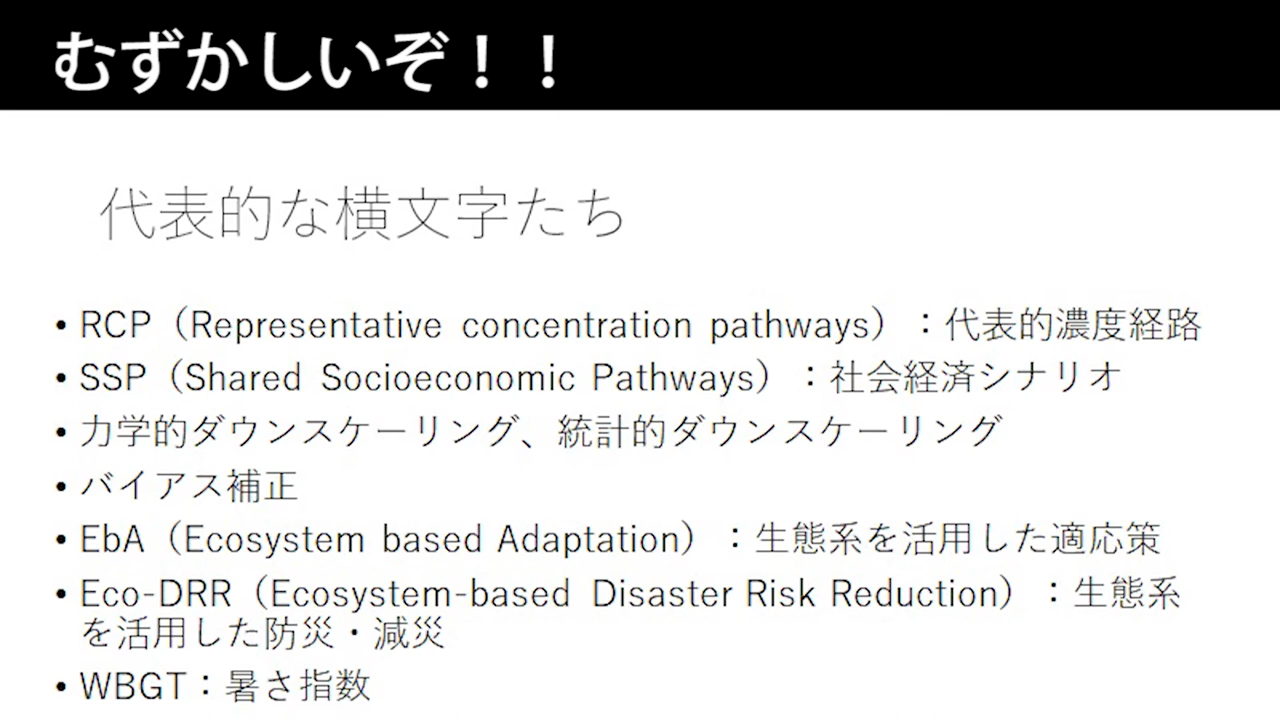 むずかしいぞ！！
代表的な横文字たち
• RCP（Representative concentration pathways）：代表的濃度経路
• SSP（Shared Socioeconomic Pathways）：社会経済シナリオ
• 力学的ダウンスケーリング、統計的ダウンスケーリング
• バイアス補正
• EbA（Ecosystem based Adaptation）：生態系を活用した適応策
• Eco-DRR（Ecosystem-based Disaster Risk Reduction）：生態系
を活用した防災・減災
• WBGT：暑さ指数